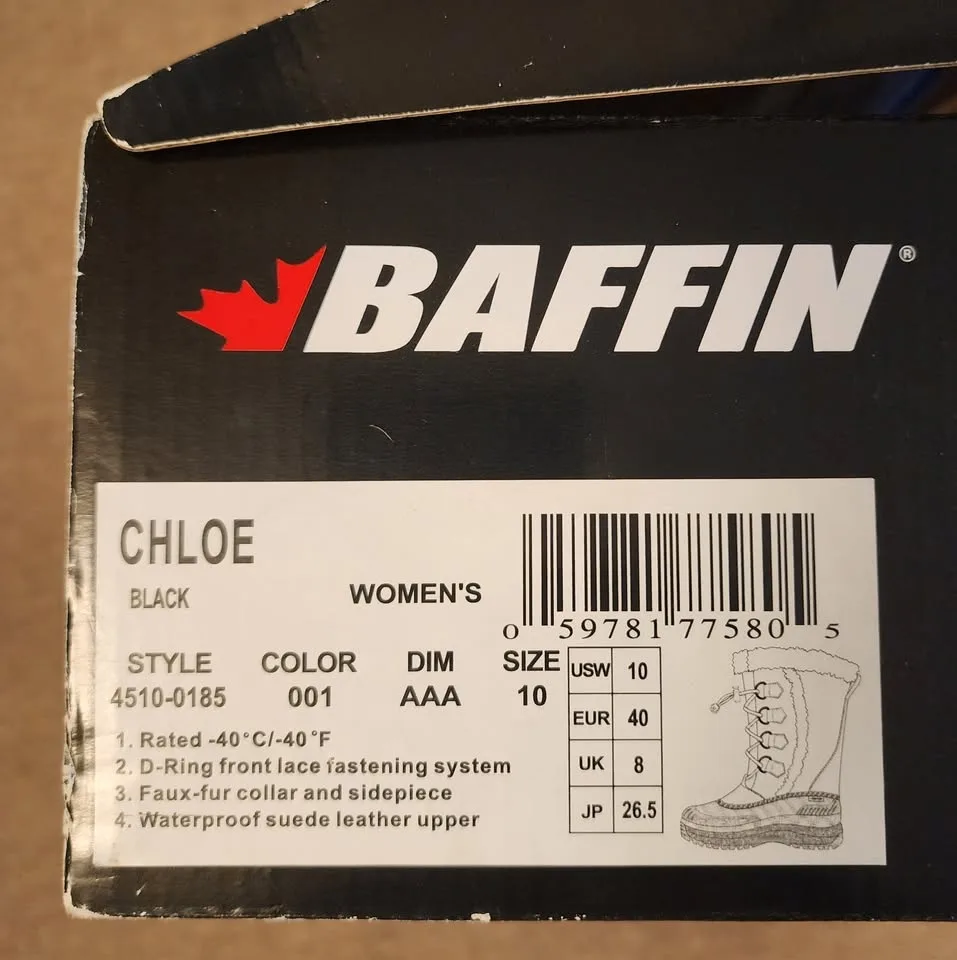 BAFFIN®
CHLOE
BLACK
WOMEN'S
0 59781 77580 5
STYLE COLOR DIM SIZE
4510-0185 001 AAA 10
USW 10
EUR 40
UK 8
JP 26.5
1. Rated -40°C/-40°F
2. D-Ring front lace fastening system
3. Faux-fur collar and sidepiece
4. Waterproof suede leather upper